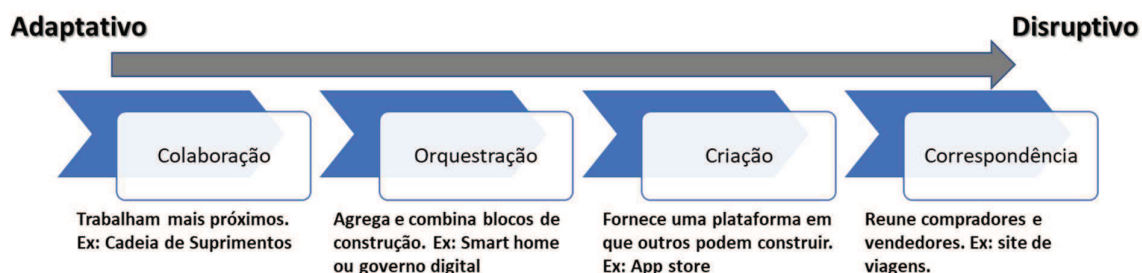 Adaptativo
Disruptivo
Colaboração
Orquestração
Criação
Correspondência
Trabalham mais próximos.
Ex: Cadeia de Suprimentos
Agrega e combina blocos de
construção. Ex: Smart home
ou governo digital
Fornece uma plataforma em
que outros podem construir.
Ex: App store
Reune compradores e
vendedores. Ex: site de
viagens.